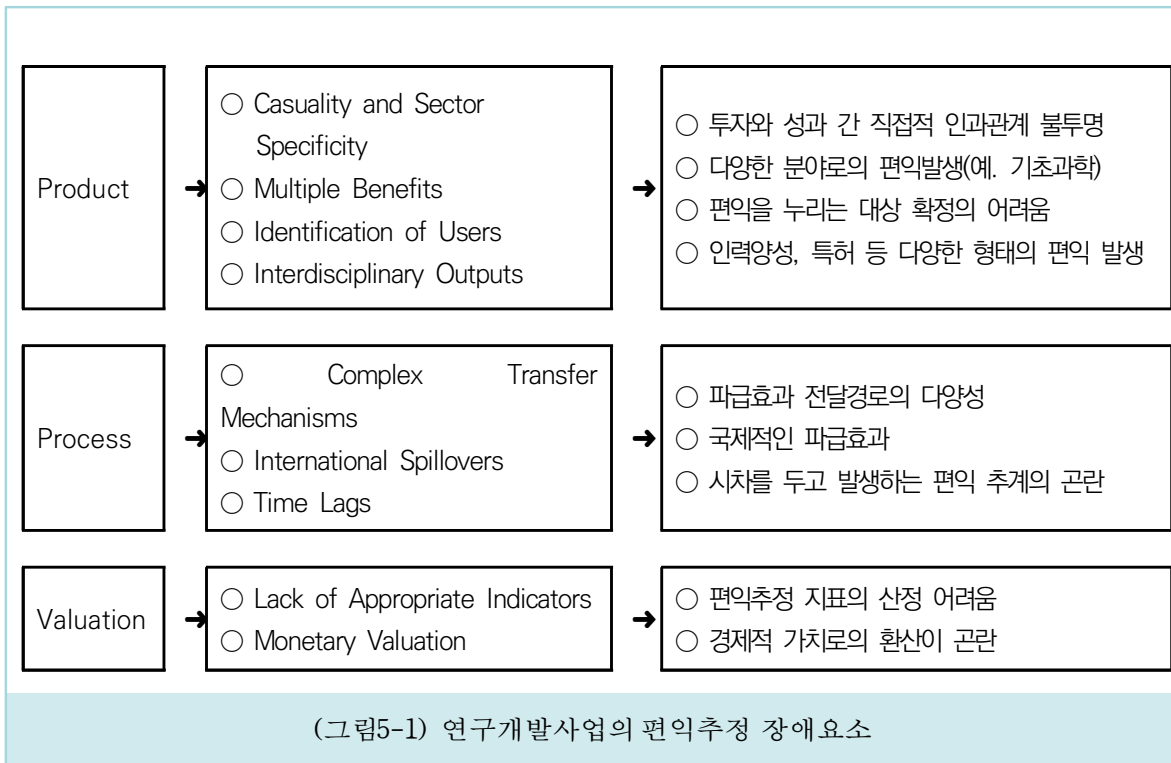 Product
➜
○ Casuality and Sector
Specificity
○ Multiple Benefits
○ Identification of Users
○ Interdisciplinary Outputs
➜
○ 투자와 성과 간 직접적 인과관계 불투명
○ 다양한 분야로의 편익발생(예. 기초과학)
○ 편익을 누리는 대상 확정의 어려움
○ 인력양성, 특허 등 다양한 형태의 편익 발생
Process
➜
○ Complex Transfer
Mechanisms
○ International Spillovers
○ Time Lags
➜
○ 파급효과 전달경로의 다양성
○ 국제적인 파급효과
○ 시차를 두고 발생하는 편익 추계의 곤란
Valuation
➜
○ Lack of Appropriate Indicators
○ Monetary Valuation
➜
○ 편익추정 지표의 산정 어려움
○ 경제적 가치로의 환산이 곤란
(그림5-1) 연구개발사업의 편익추정 장애요소